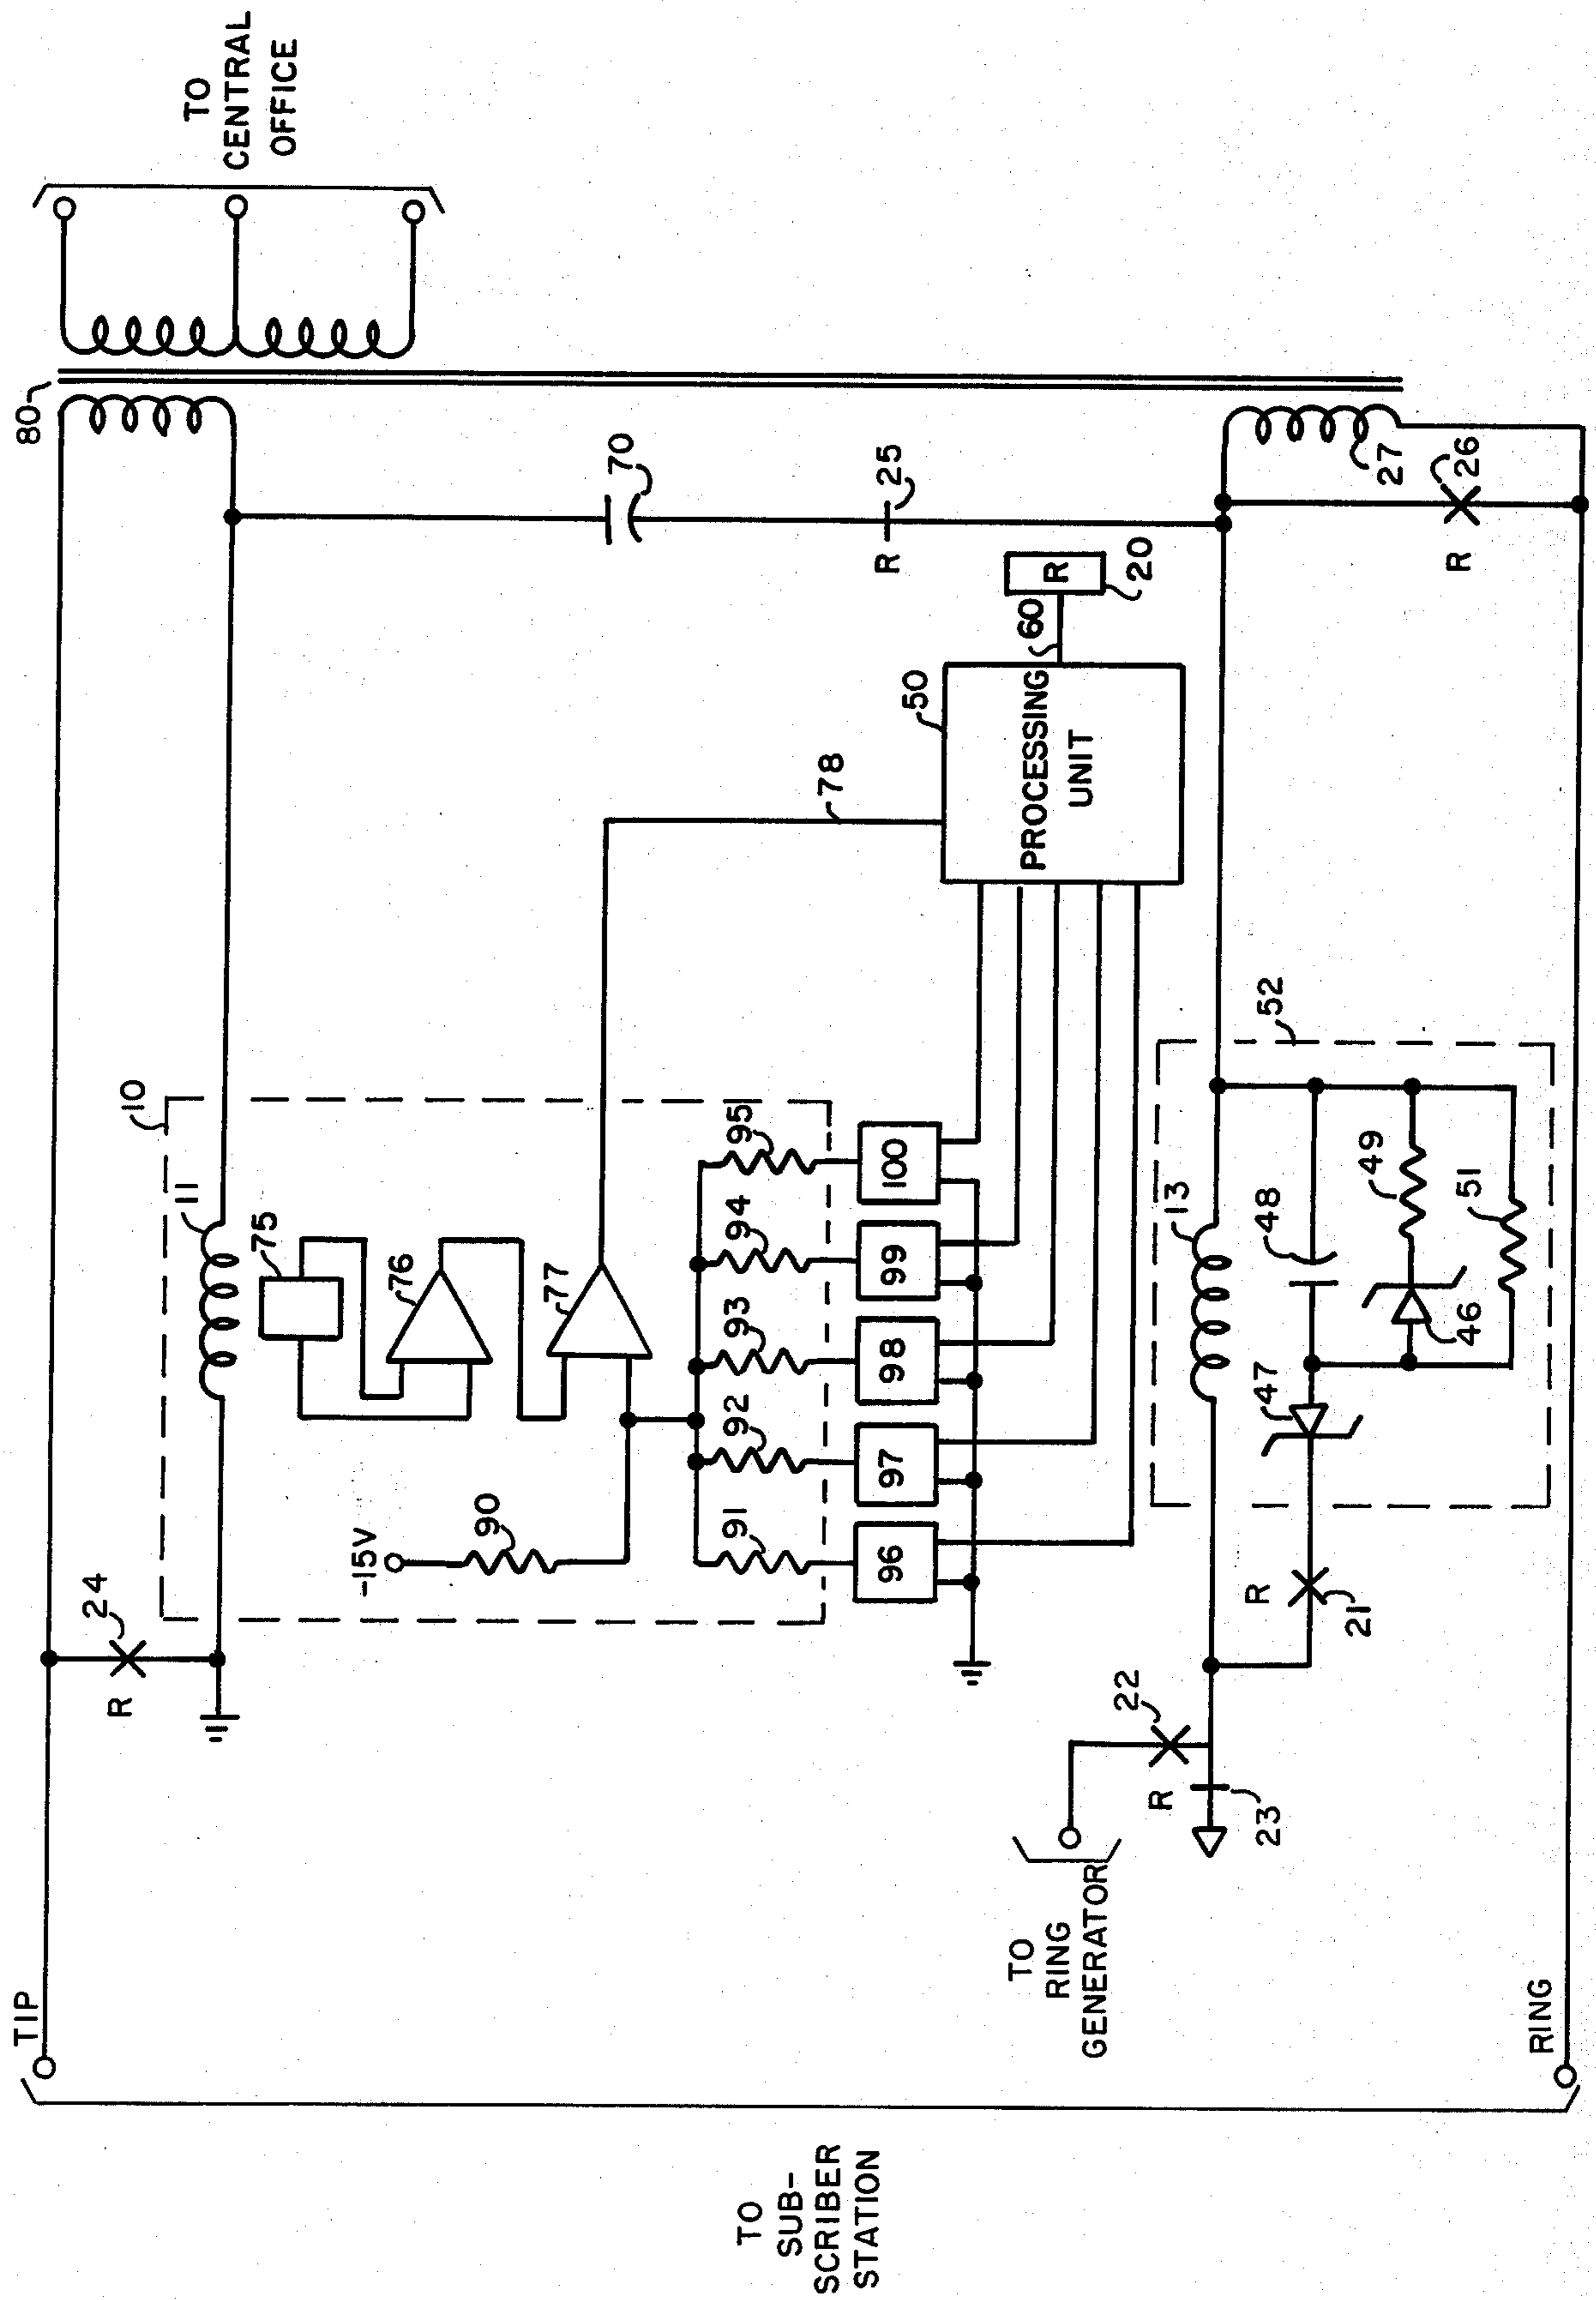 TO
CENTRAL
OFFICE
80
TIP
R
24
10
11
75
76
77
-15V
90
91
92
93
94
95
96
97
98
99
100
78
70
R
25
50
PROCESSING
UNIT
60
R
20
27
R
26
52
13
48
49
51
47
46
R
21
22
R
23
TO
RING
GENERATOR
RING
TO
SUB-
SCRIBER
STATION